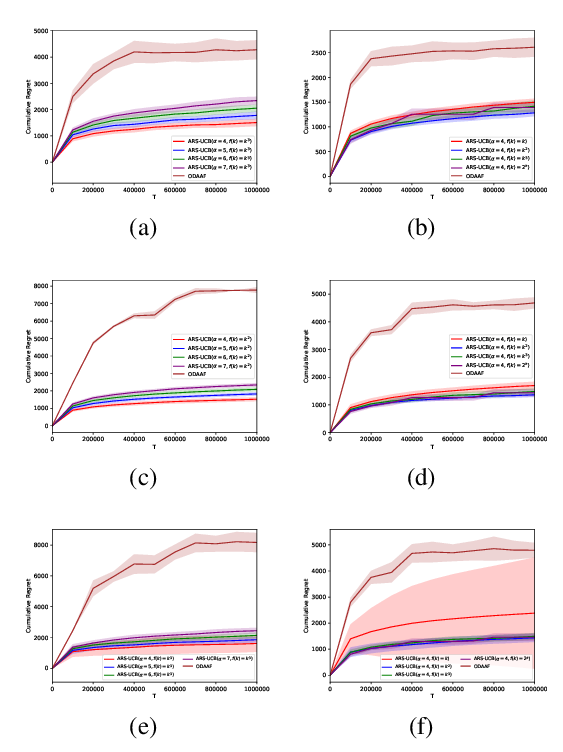 5000
4000
3000
2000
1000
0
Cumulative Regret
ARS-UCB(α = 4, f(k) = k²)
ARS-UCB(α = 5, f(k) = k²)
ARS-UCB(α = 6, f(k) = k²)
ARS-UCB(α = 7, f(k) = k²)
ODAAF
0 200000 400000 600000 800000 1000000
T
(a)
2500
2000
1500
1000
500
0
Cumulative Regret
ARS-UCB(α = 4, f(k) = k)
ARS-UCB(α = 4, f(k) = k²)
ARS-UCB(α = 4, f(k) = k³)
ARS-UCB(α = 4, f(k) = 2ᵏ)
ODAAF
0 200000 400000 600000 800000 1000000
T
(b)
8000
7000
6000
5000
4000
3000
2000
1000
0
Cumulative Regret
ARS-UCB(α = 4, f(k) = k²)
ARS-UCB(α = 5, f(k) = k²)
ARS-UCB(α = 6, f(k) = k²)
ARS-UCB(α = 7, f(k) = k²)
ODAAF
0 200000 400000 600000 800000 1000000
T
(c)
5000
4000
3000
2000
1000
0
Cumulative Regret
ARS-UCB(α = 4, f(k) = k)
ARS-UCB(α = 4, f(k) = k²)
ARS-UCB(α = 4, f(k) = k³)
ARS-UCB(α = 4, f(k) = 2ᵏ)
ODAAF
0 200000 400000 600000 800000 1000000
T
(d)
8000
6000
4000
2000
0
Cumulative Regret
ARS-UCB(α = 4, f(k) = k²)
ARS-UCB(α = 5, f(k) = k²)
ARS-UCB(α = 6, f(k) = k²)
ARS-UCB(α = 7, f(k) = k²)
ODAAF
0 200000 400000 600000 800000 1000000
T
(e)
5000
4000
3000
2000
1000
0
Cumulative Regret
ARS-UCB(α = 4, f(k) = k)
ARS-UCB(α = 4, f(k) = k²)
ARS-UCB(α = 4, f(k) = k³)
ARS-UCB(α = 4, f(k) = 2ᵏ)
ODAAF
0 200000 400000 600000 800000 1000000
T
(f)